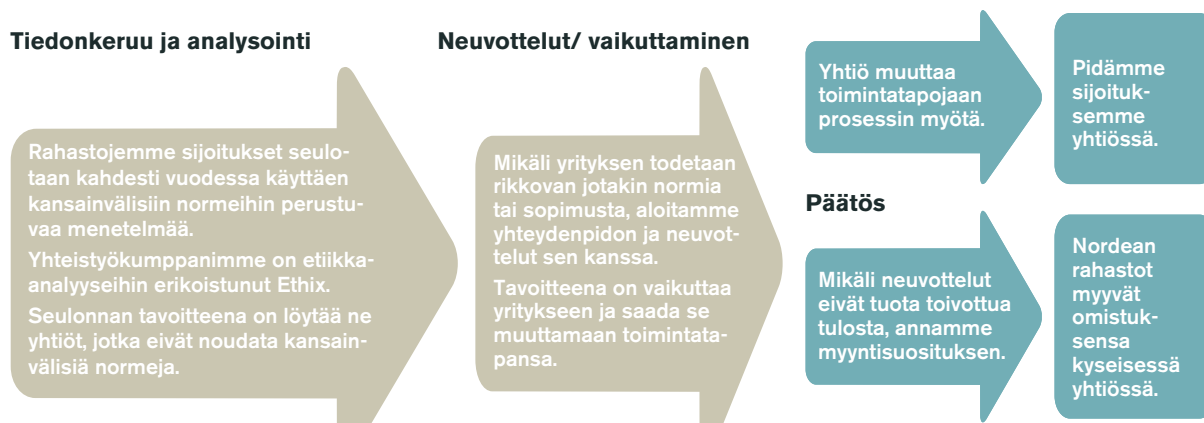 Tiedonkeruu ja analysointi
Rahastojemme sijoitukset seulo-
taan kahdesti vuodessa käyttäen
kansainvälisiin normeihin perustu-
vaa menetelmää.
Yhteistyökumppanimme on etiikka-
analyyseihin erikoistunut Ethix.
Seulonnan tavoitteena on löytää ne
yhtiöt, jotka eivät noudata kansain-
välisiä normeja.
Neuvottelut/ vaikuttaminen
Mikäli yrityksen todetaan
rikkovan jotakin normia
tai sopimusta, aloitamme
yhteydenpidon ja neuvot-
telut sen kanssa.
Tavoitteena on vaikuttaa
yritykseen ja saada se
muuttamaan toimintata-
pansa.
Yhtiö muuttaa
toimintatapojaan
prosessin myötä.
Pidämme
sijoituk-
semme
yhtiössä.
Päätös
Mikäli neuvottelut
eivät tuota toivottua
tulosta, annamme
myyntisuosituksen.
Nordean
rahastot
myyvät
omistuk-
sensa
kyseisessä
yhtiössä.